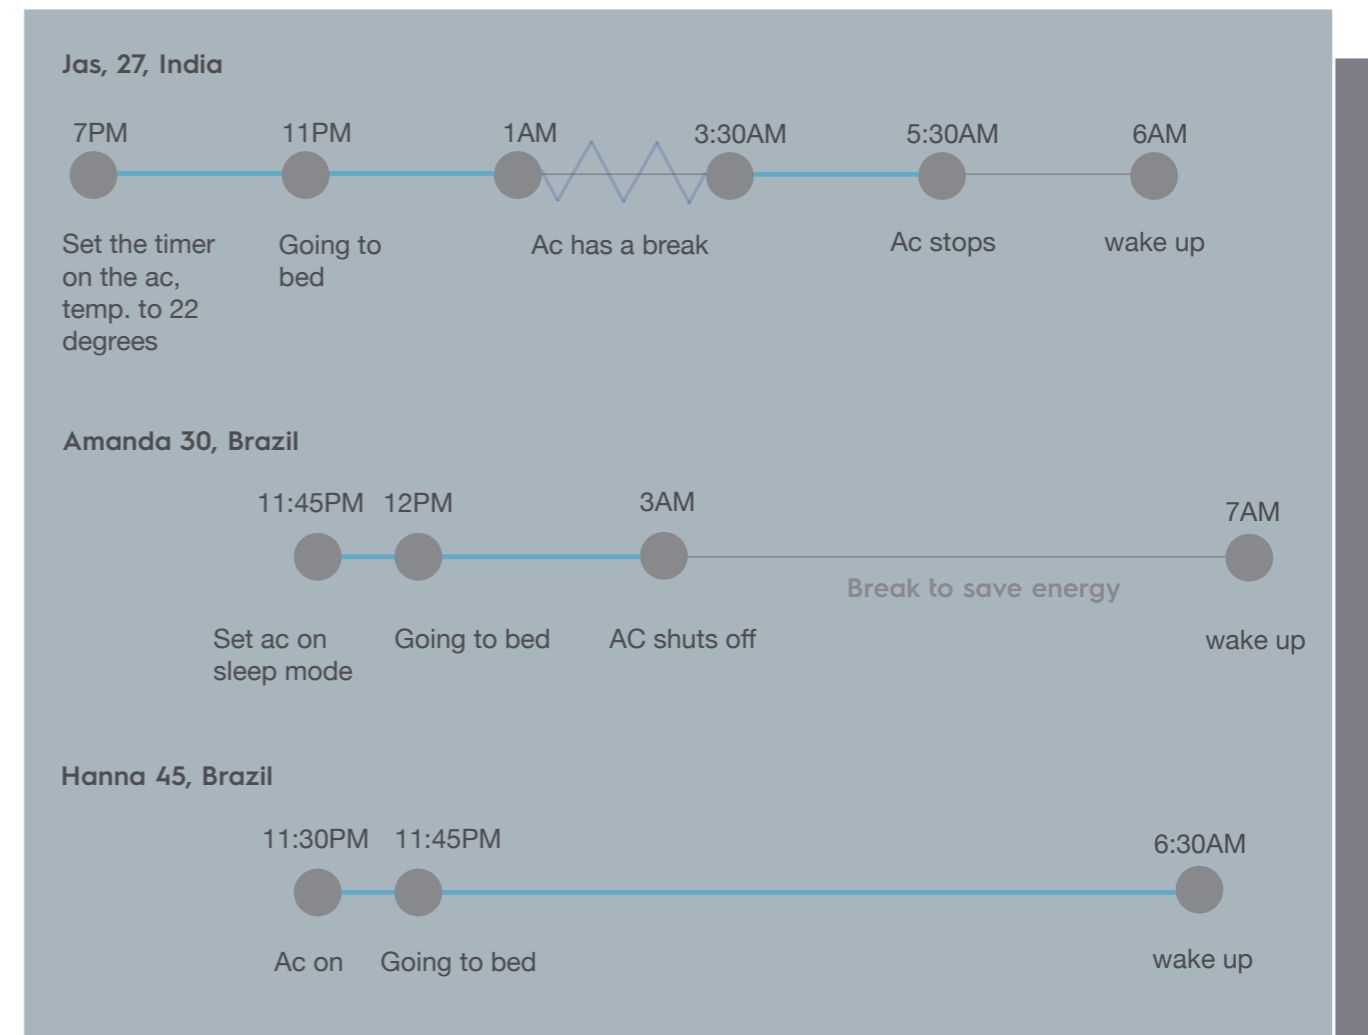 Jas, 27, India
7PM 11PM 1AM 3:30AM 5:30AM 6AM
Set the timer
on the ac,
temp. to 22
degrees
Going to
bed
Ac has a break
Ac stops
wake up
Amanda 30, Brazil
11:45PM 12PM 3AM 7AM
Break to save energy
Set ac on
sleep mode
Going to bed
AC shuts off
wake up
Hanna 45, Brazil
11:30PM 11:45PM 6:30AM
Ac on
Going to bed
wake up